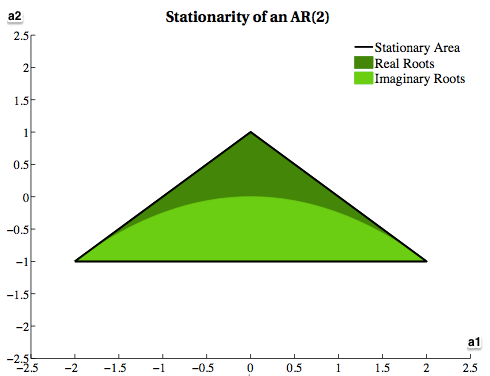 a2
Stationarity of an AR(2)
2.5
Stationary Area
2
Real Roots
Imaginary Roots
1.5
1
0.5
0
−0.5
−1
−1.5
−2
a1
−2.5
−2.5 −2 −1.5 −1 −0.5 0 0.5 1 1.5 2 2.5